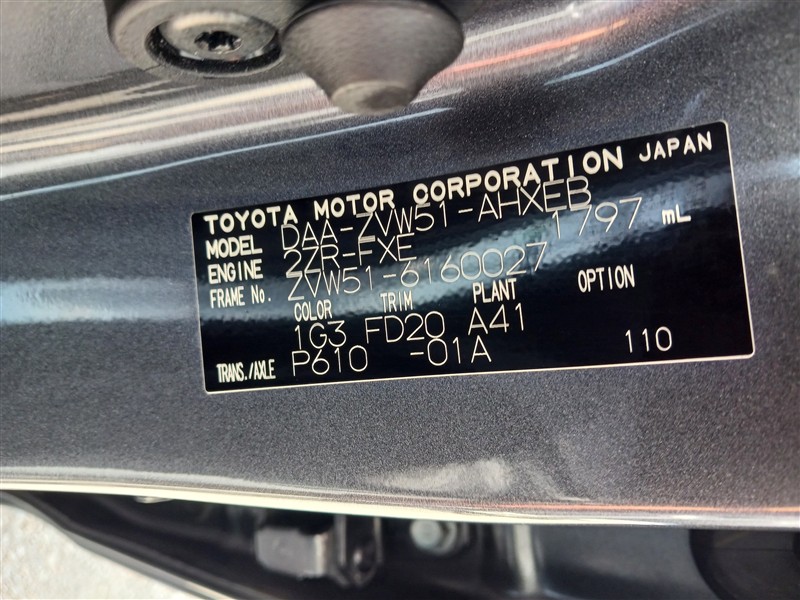 TOYOTA MOTOR CORPORATION JAPAN
MODEL DAA-ZVW51-AHXEB
ENGINE 2ZR-FXE 1797 mL
FRAME No. ZVW51-6160027
COLOR TRIM PLANT OPTION
1G3 FD20 A41
TRANS./AXLE P610 -01A 110